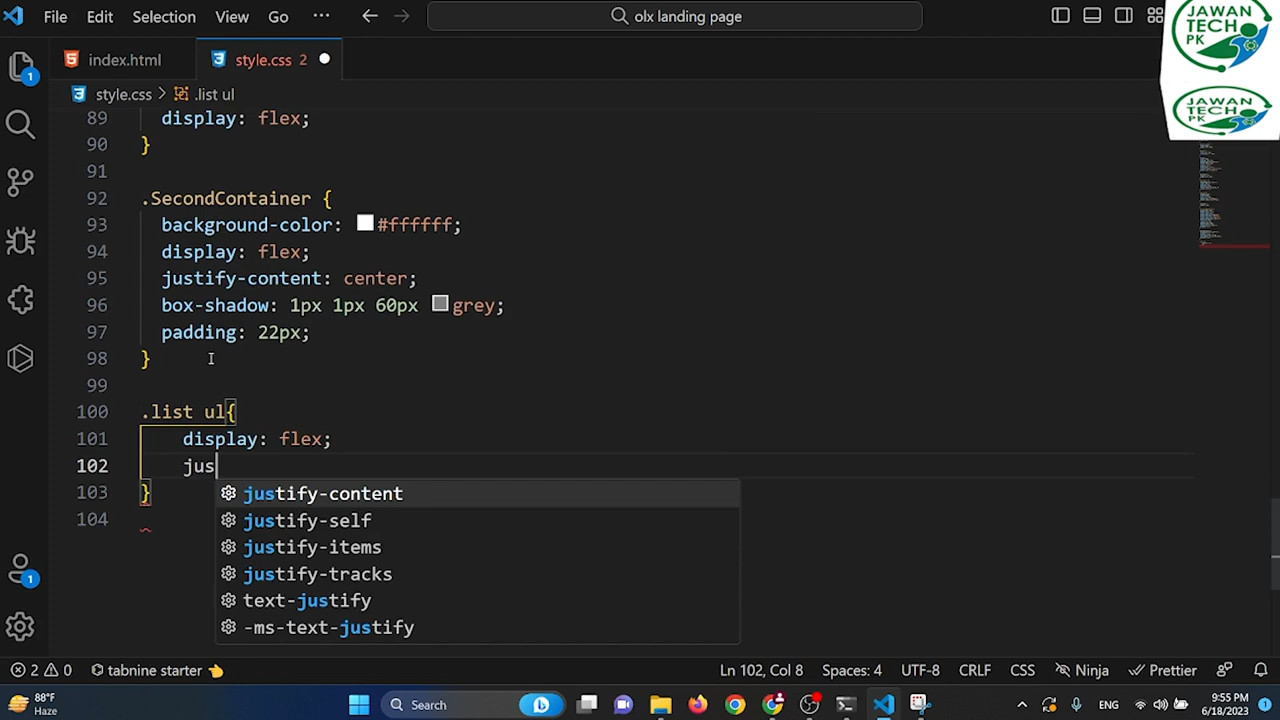 File Edit Selection View Go ··· olx landing page
JAWAN
TECH
PK
JAWAN
TECH
PK
index.html style.css 2
style.css > .list ul
89 display: flex;
90 }
91
92 .SecondContainer {
93 background-color: #ffffff;
94 display: flex;
95 justify-content: center;
96 box-shadow: 1px 1px 60px grey;
97 padding: 22px;
98 }
99
100 .list ul{
101 display: flex;
102 jus
justify-content
103 }
justify-self
104
justify-items
justify-tracks
text-justify
-ms-text-justify
1
1
2 0 tabnine starter Ln 102, Col 8 Spaces: 4 UTF-8 CRLF CSS Ninja Prettier
88°F
Haze
Search
ENG
9:55 PM
6/18/2023
1